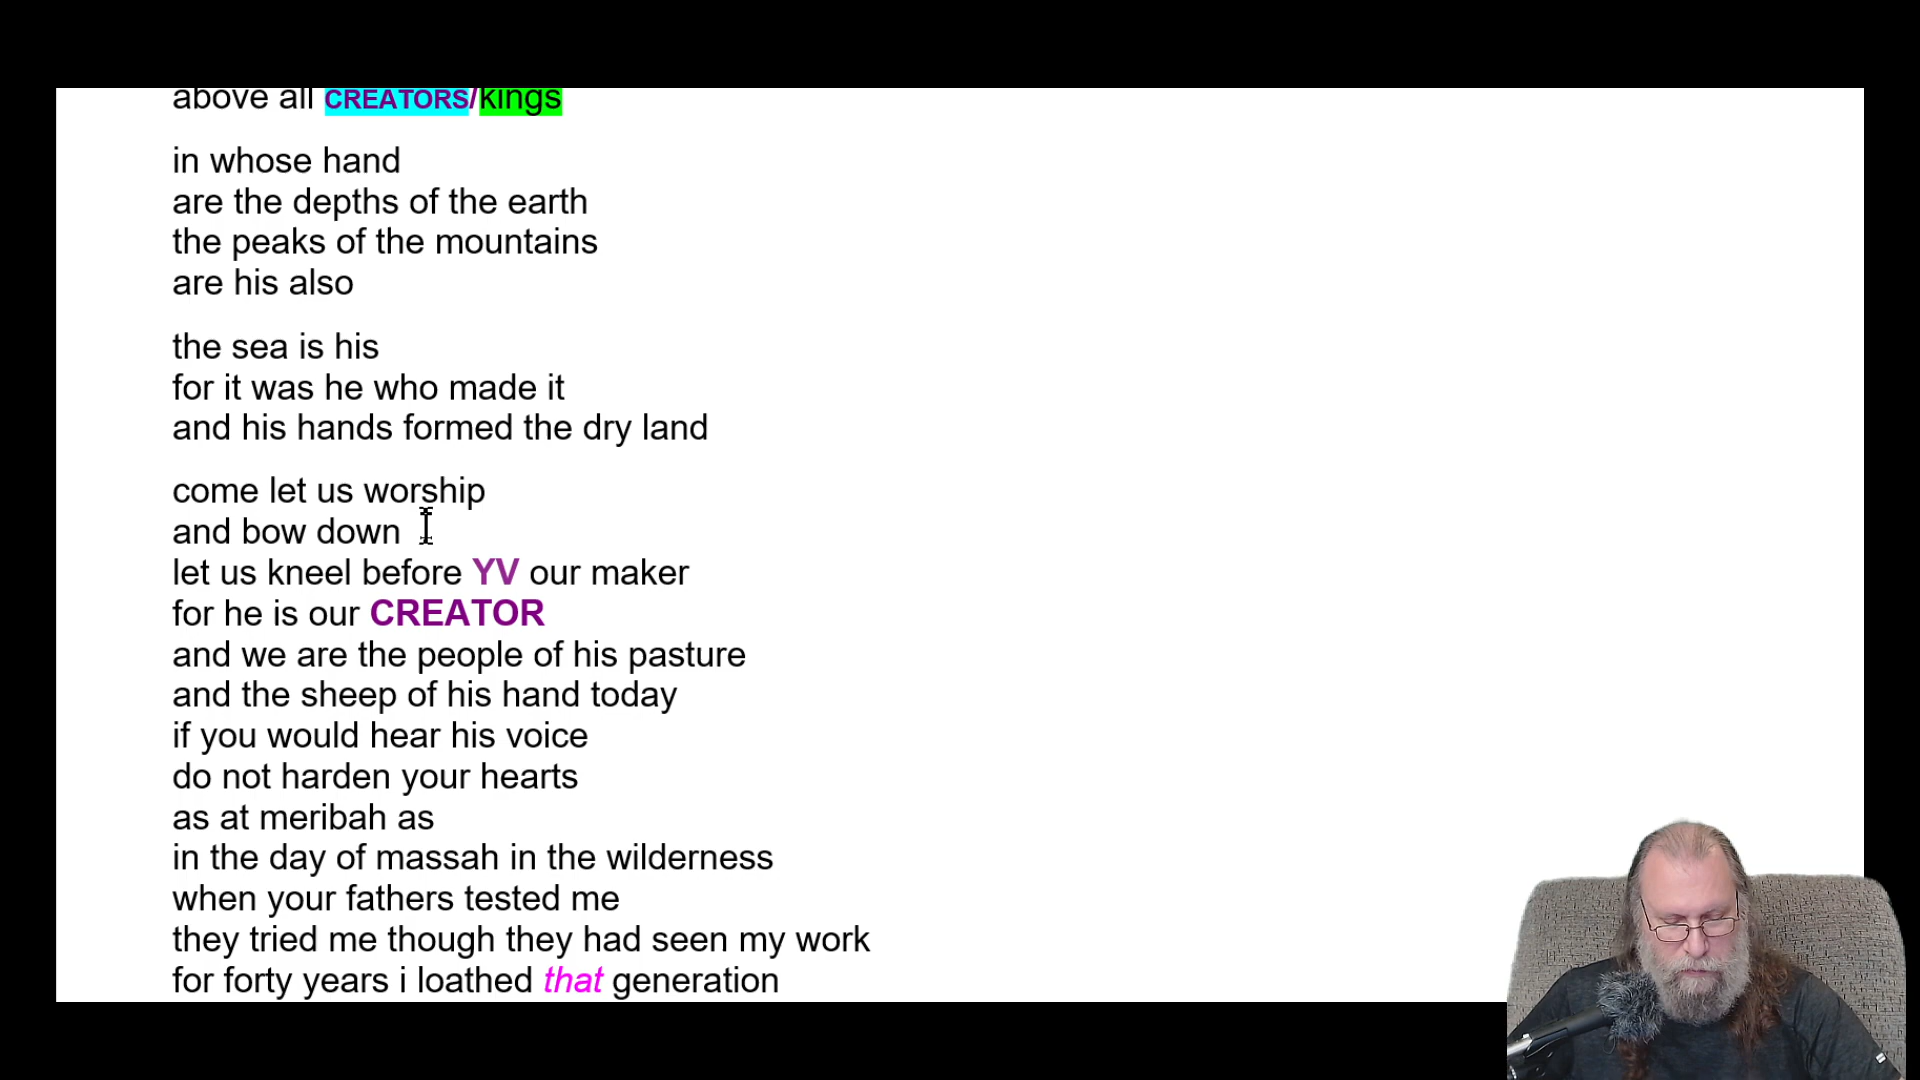 above all CREATORS/kings
in whose hand
are the depths of the earth
the peaks of the mountains
are his also
the sea is his
for it was he who made it
and his hands formed the dry land
come let us worship
and bow down
let us kneel before YV our maker
for he is our CREATOR
and we are the people of his pasture
and the sheep of his hand today
if you would hear his voice
do not harden your hearts
as at meribah as
in the day of massah in the wilderness
when your fathers tested me
they tried me though they had seen my work
for forty years i loathed that generation